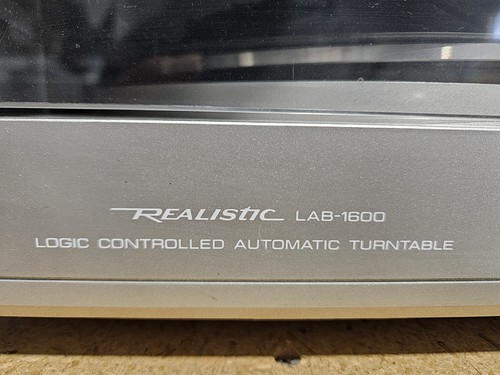 REALISTIC LAB-1600
LOGIC CONTROLLED AUTOMATIC TURNTABLE